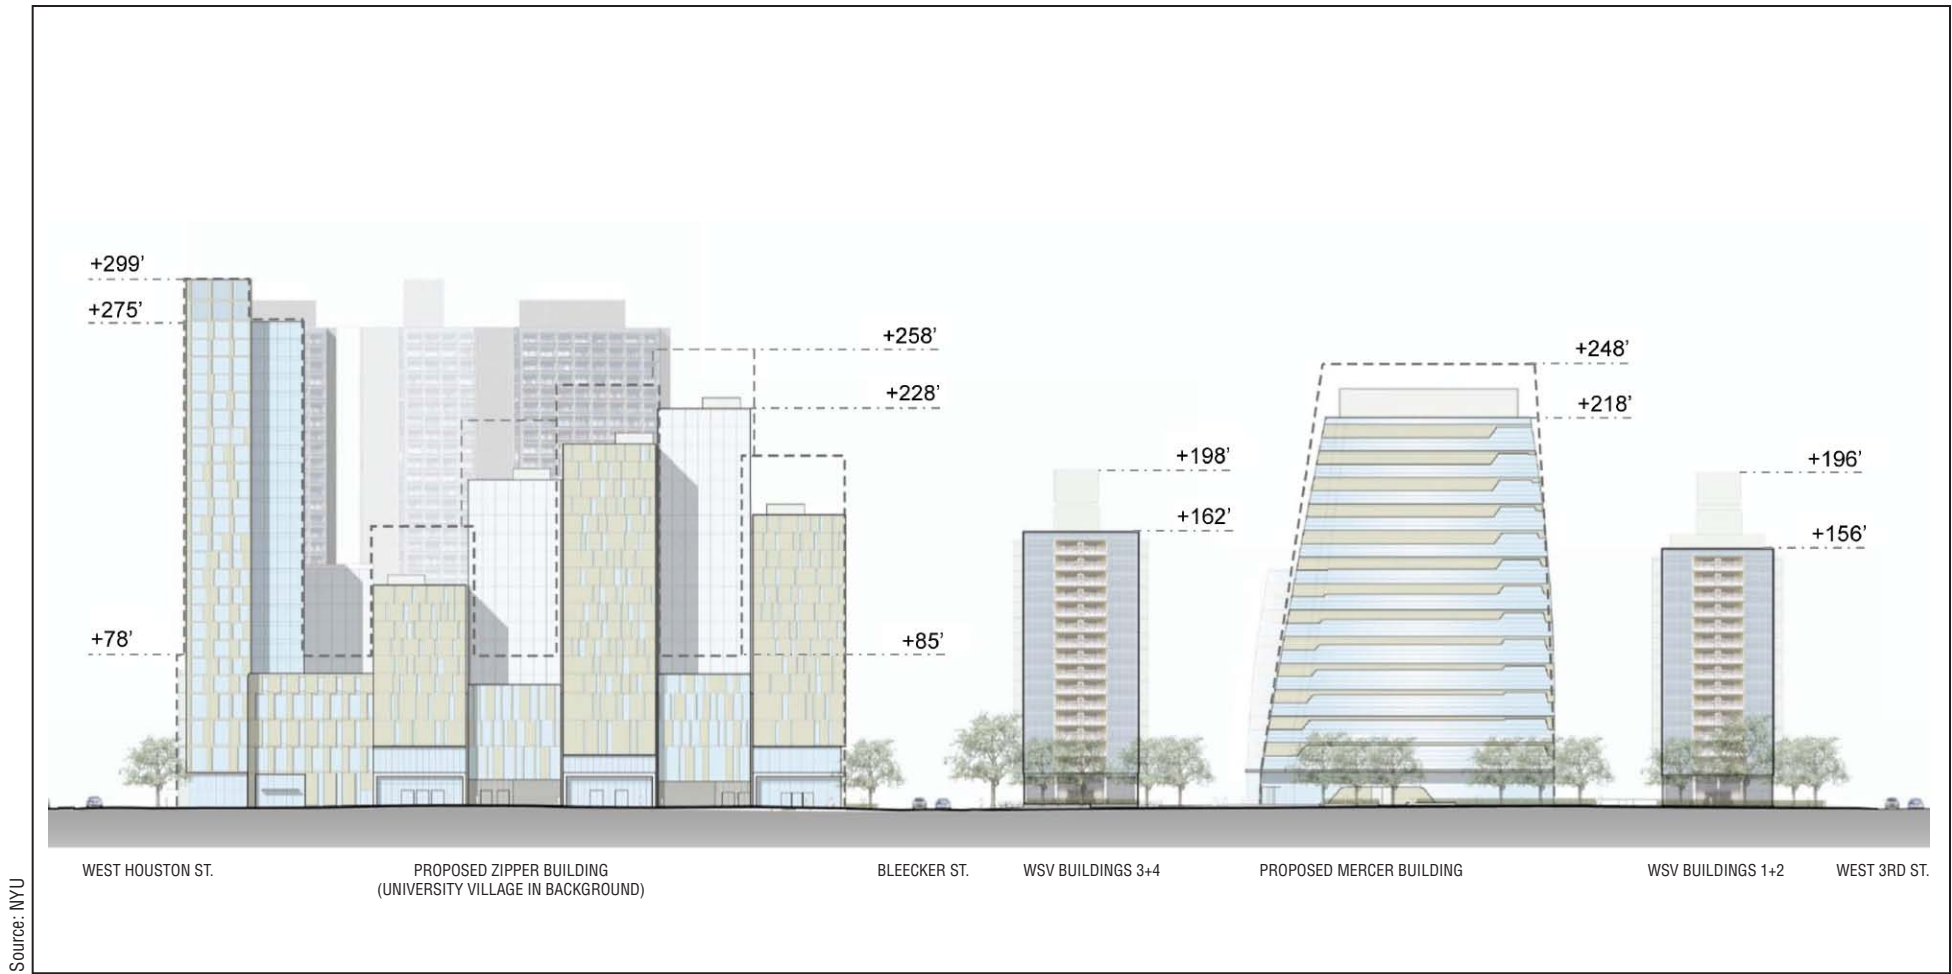 +299’
+275’
+258’
+228’
+248’
+218’
+198’
+162’
+196’
+156’
+78’
+85’
WEST HOUSTON ST.
PROPOSED ZIPPER BUILDING
(UNIVERSITY VILLAGE IN BACKGROUND)
BLEECKER ST.
WSV BUILDINGS 3+4
PROPOSED MERCER BUILDING
WSV BUILDINGS 1+2
WEST 3RD ST.
Source: NYU